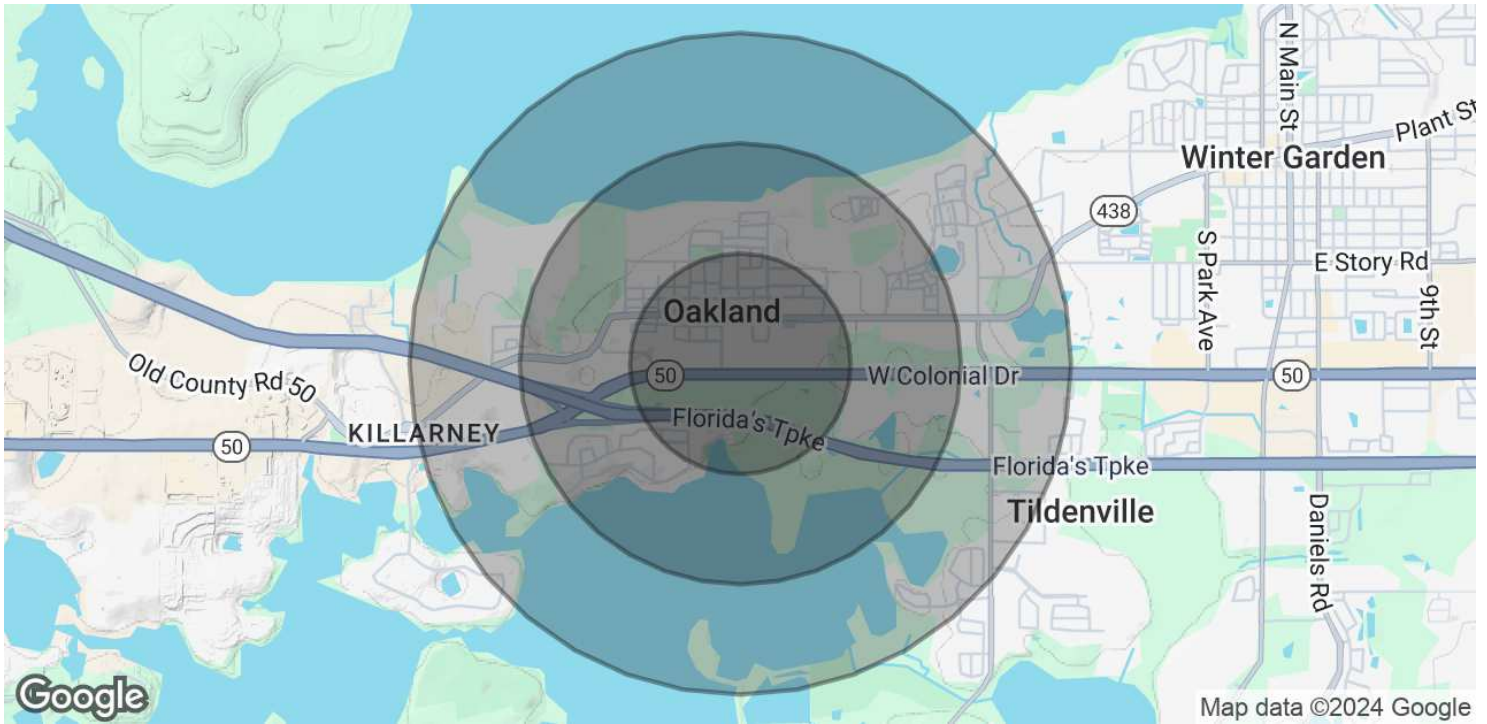 N Main St
Plant St
Winter Garden
438
S Park Ave
E Story Rd
9th St
Oakland
Old County Rd 50
50
W Colonial Dr
50
KILLARNEY
50
Florida's Tpke
Florida's Tpke
Tildenville
Daniels Rd
Google
Map data ©2024 Google